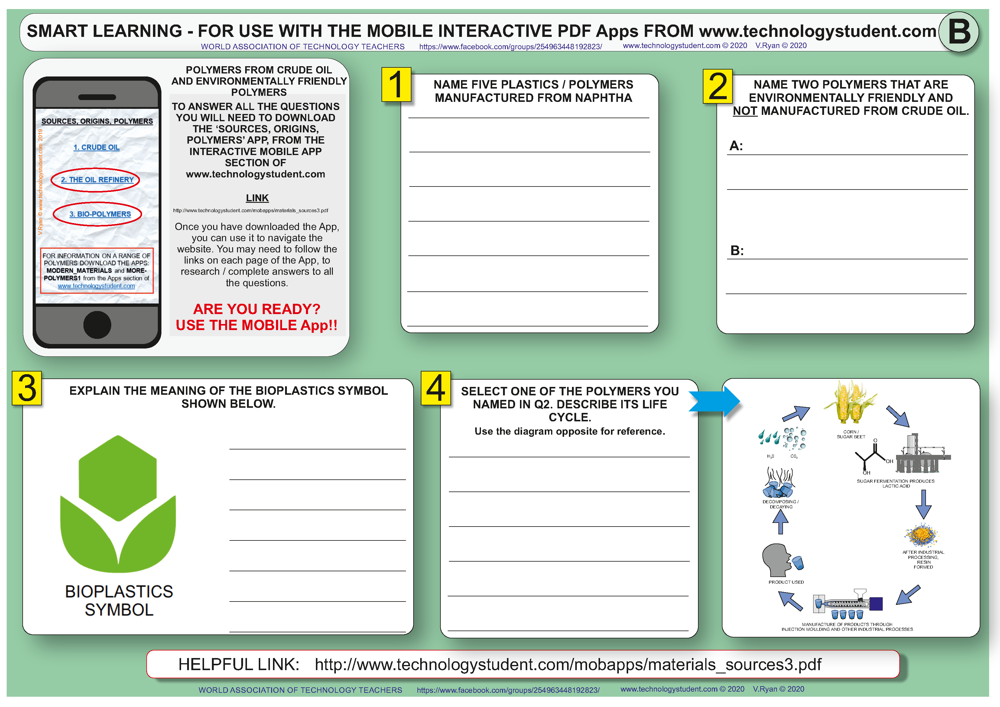 SMART LEARNING - FOR USE WITH THE MOBILE INTERACTIVE PDF Apps FROM www.technologystudent.com
B
WORLD ASSOCIATION OF TECHNOLOGY TEACHERS https://www.facebook.com/groups/254963448192823/ www.technologystudent.com © 2020 V.Ryan © 2020
SOURCES, ORIGINS, POLYMERS
1. CRUDE OIL
2. THE OIL REFINERY
3. BIO-POLYMERS
V.Ryan © www.technologystudent.com 2019
FOR INFORMATION ON A RANGE OF
POLYMERS DOWNLOAD THE APPS:
MODERN_MATERIALS and MORE-
POLYMERS1 from the Apps section of
www.technologystudent.com
POLYMERS FROM CRUDE OIL
AND ENVIRONMENTALLY FRIENDLY
POLYMERS
TO ANSWER ALL THE QUESTIONS
YOU WILL NEED TO DOWNLOAD
THE ‘SOURCES, ORIGINS,
POLYMERS’ APP, FROM THE
INTERACTIVE MOBILE APP
SECTION OF
www.technologystudent.com
LINK
http://www.technologystudent.com/mobapps/materials_sources3.pdf
Once you have downloaded the App,
you can use it to navigate the
website. You may need to follow the
links on each page of the App, to
research / complete answers to all
the questions.
ARE YOU READY?
USE THE MOBILE App!!
1
NAME FIVE PLASTICS / POLYMERS
MANUFACTURED FROM NAPHTHA
2
NAME TWO POLYMERS THAT ARE
ENVIRONMENTALLY FRIENDLY AND
NOT MANUFACTURED FROM CRUDE OIL.
A:
B:
3
EXPLAIN THE MEANING OF THE BIOPLASTICS SYMBOL
SHOWN BELOW.
BIOPLASTICS
SYMBOL
4
SELECT ONE OF THE POLYMERS YOU
NAMED IN Q2. DESCRIBE ITS LIFE
CYCLE.
Use the diagram opposite for reference.
CORN /
SUGAR BEET
O
OH
OH
SUGAR FERMENTATION PRODUCES
LACTIC ACID
AFTER INDUSTRIAL
PROCESSING,
RESIN
FORMED
MANUFACTURE OF PRODUCTS THROUGH
INJECTION MOULDING AND OTHER INDUSTRIAL PROCESSES
PRODUCT USED
DECOMPOSING /
DECAYING
H₂0 C0₂
HELPFUL LINK: http://www.technologystudent.com/mobapps/materials_sources3.pdf
WORLD ASSOCIATION OF TECHNOLOGY TEACHERS https://www.facebook.com/groups/254963448192823/ www.technologystudent.com © 2020 V.Ryan © 2020